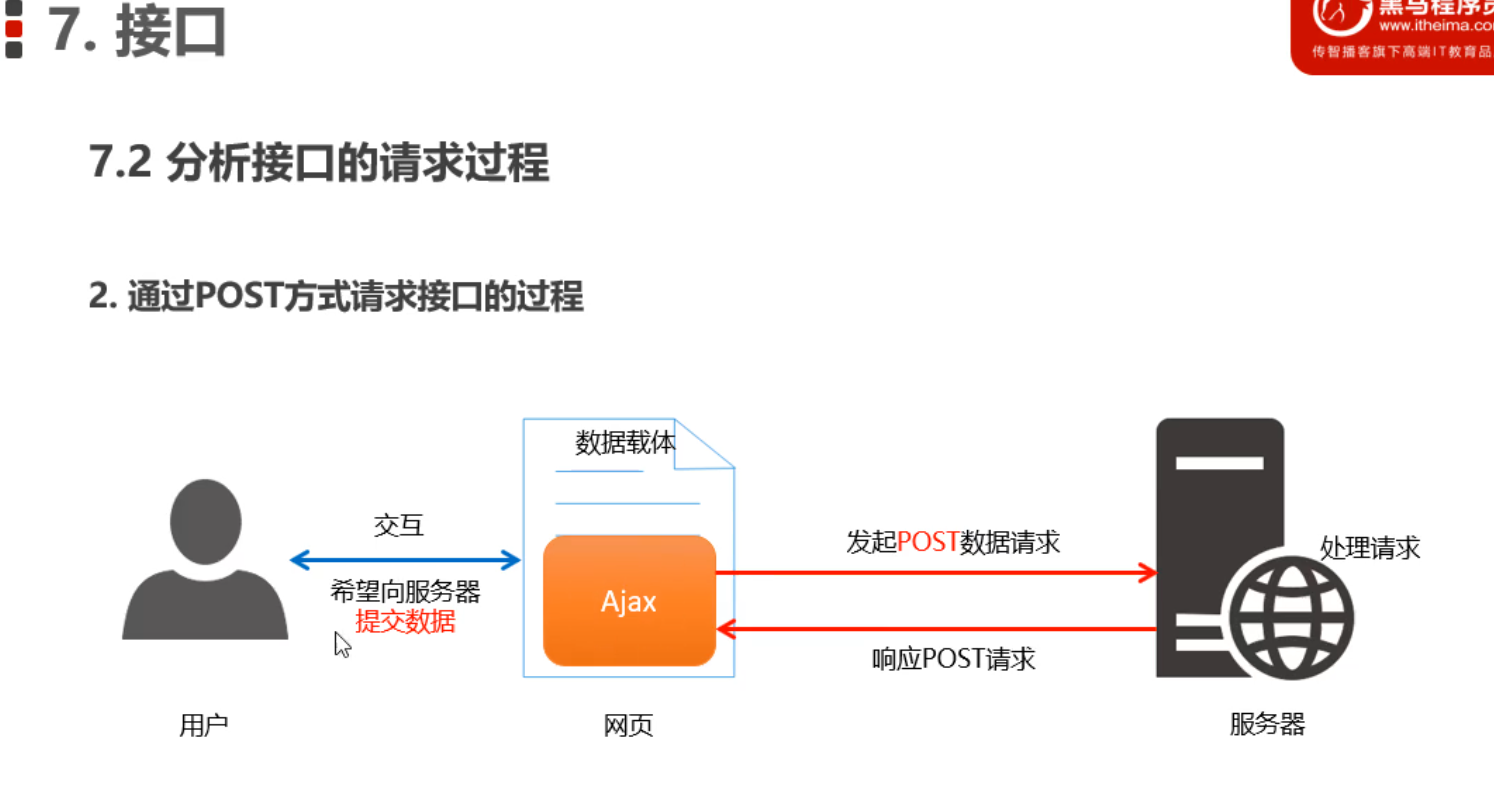 7. 接口
黑马程序员
www.itheima.com
传智播客旗下高端IT教育品
7.2 分析接口的请求过程
2. 通过POST方式请求接口的过程
数据载体
交互
希望向服务器
提交数据
Ajax
发起POST数据请求
响应POST请求
处理请求
用户
网页
服务器